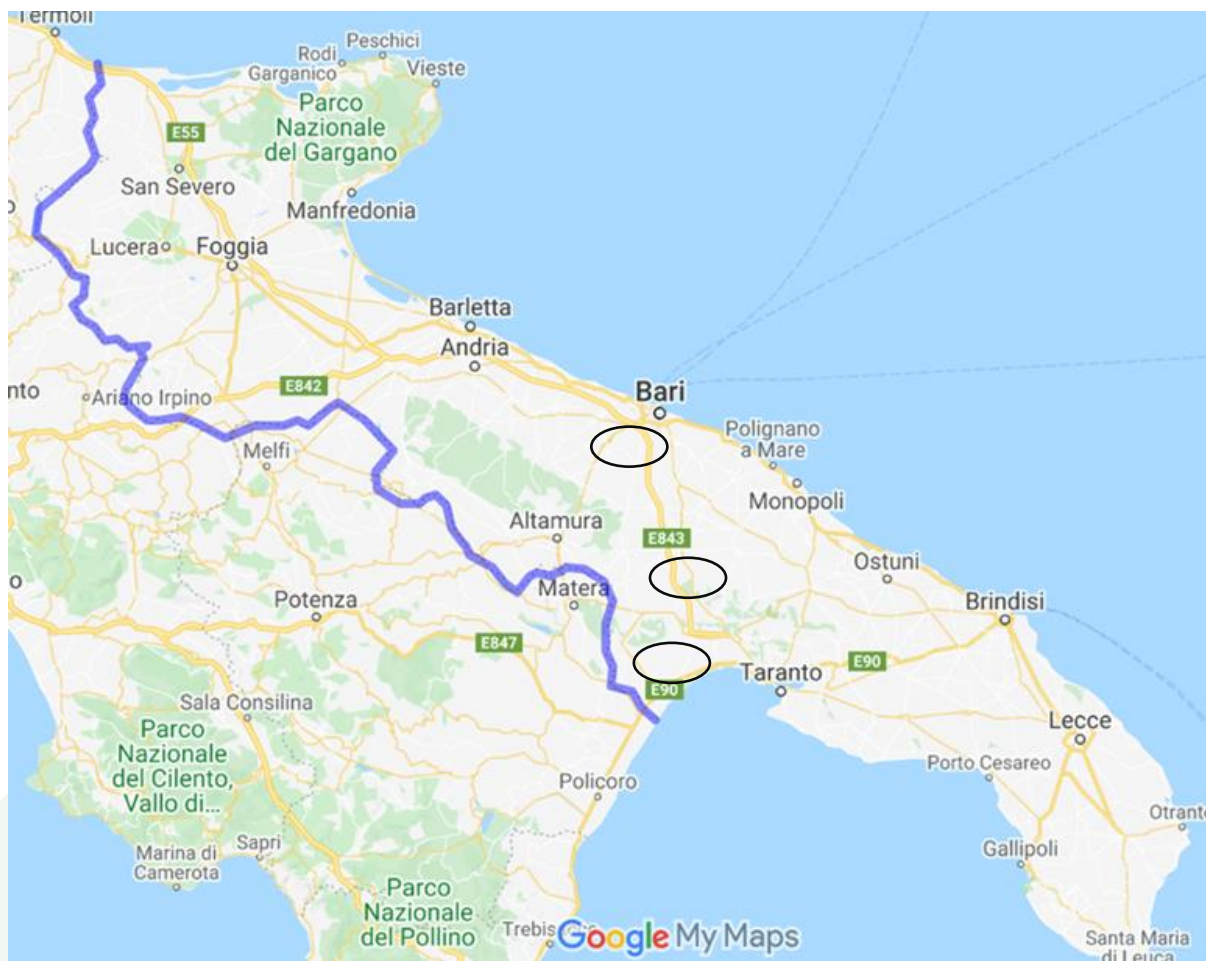 Termoli
Rodi
Garganico
Peschici
Vieste
Parco
Nazionale
del Gargano
E55
San Severo
Manfredonia
Lucera
Foggia
Barletta
Andria
Bari
nto
Ariano Irpino
E842
Melfi
Polignano
a Mare
Monopoli
Altamura
E843
Ostuni
Matera
Potenza
Brindisi
E847
Taranto
E90
E90
Sala Consilina
Lecce
Parco
Nazionale
del Cilento,
Vallo di...
Policoro
Porto Cesareo
Otranto
Marina di
Camerota
Sapri
Gallipoli
Parco
Nazionale
del Pollino
Google My Maps
Santa Maria
di Leuca